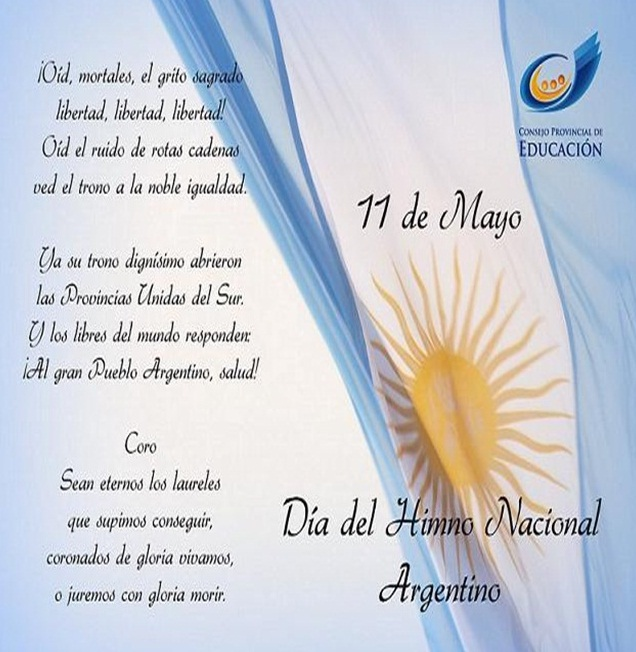 ¡Oíd, mortales, el grito sagrado
libertad, libertad, libertad!
Oíd el ruido de rotas cadenas
ved el trono a la noble igualdad.
Ya su trono dignísimo abrieron
las Provincias Unidas del Sur.
Y los libres del mundo responden:
¡Al gran Pueblo Argentino, salud!
Coro
Sean eternos los laureles
que supimos conseguir,
coronados de gloria vivamos,
o juremos con gloria morir.
CONSEJO PROVINCIAL DE
EDUCACIÓN
11 de Mayo
Día del Himno Nacional
Argentino